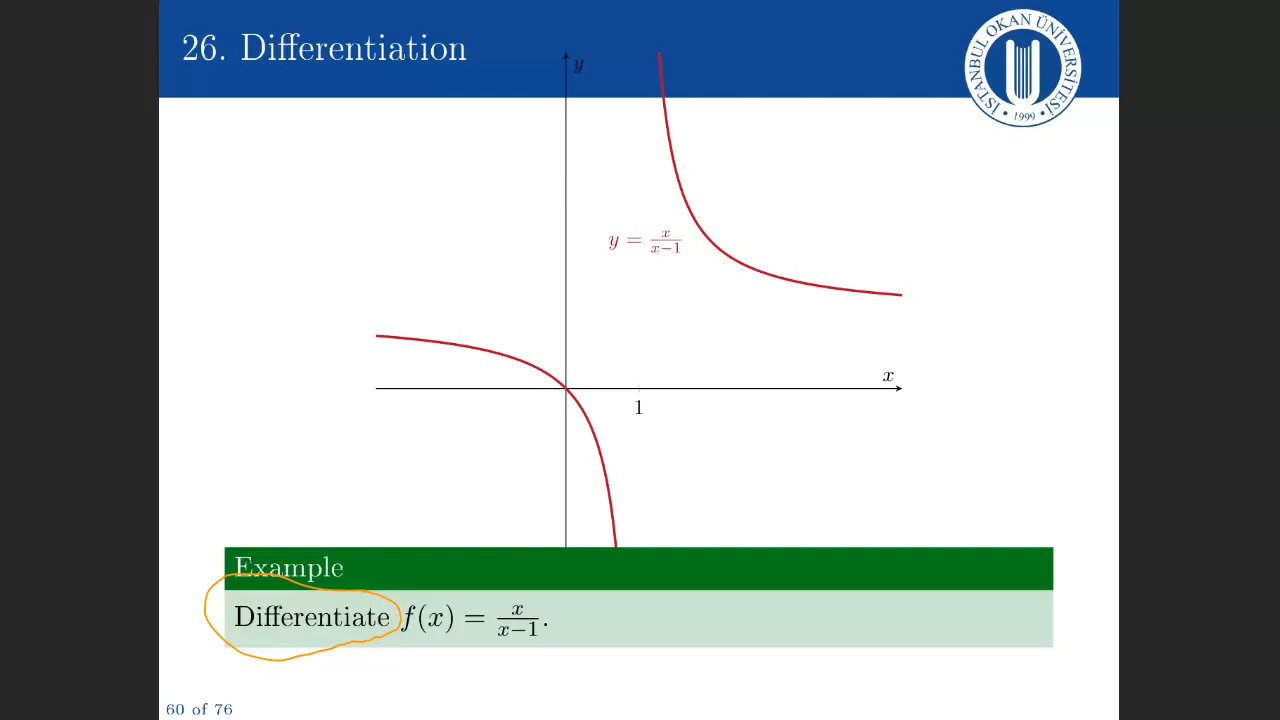 26. Differentiation
İSTANBUL OKAN ÜNİVERSİTESİ
• 1999 •
y
y = x/(x−1)
x
1
Example
Differentiate f(x) = x/(x−1).
60 of 76